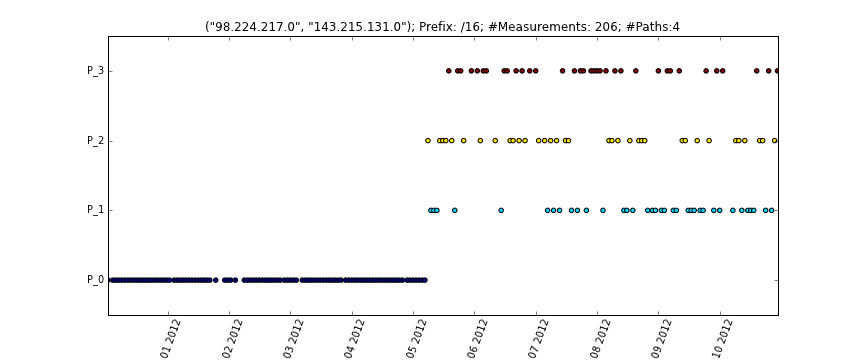 ("98.224.217.0", "143.215.131.0"); Prefix: /16; #Measurements: 206; #Paths:4
P_3
P_2
P_1
P_0
01 2012
02 2012
03 2012
04 2012
05 2012
06 2012
07 2012
08 2012
09 2012
10 2012